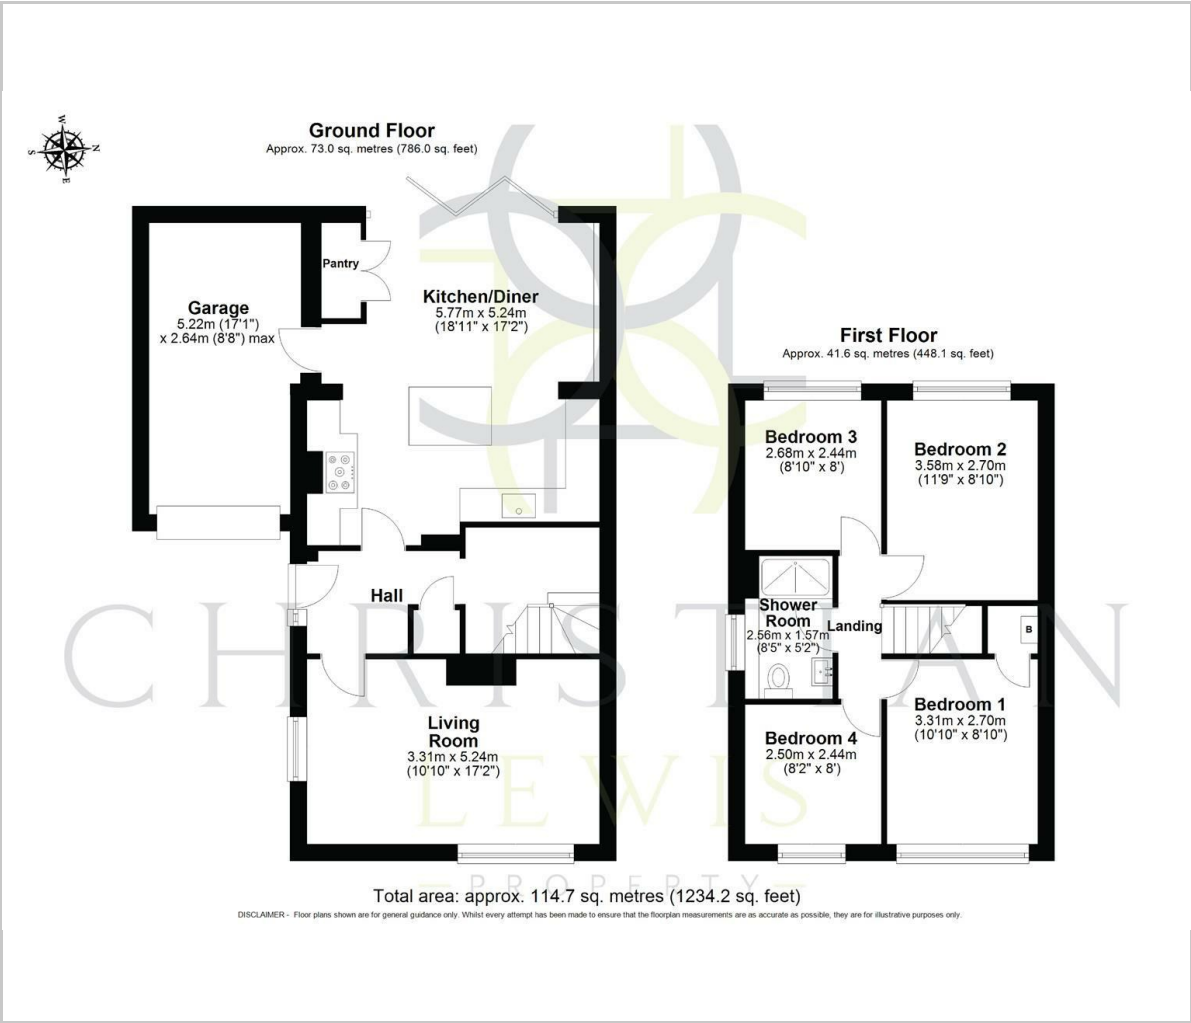 W
N
S
E
Ground Floor
Approx. 73.0 sq. metres (786.0 sq. feet)
Pantry
Garage
5.22m (17'1")
x 2.64m (8'8") max
Kitchen/Diner
5.77m x 5.24m
(18'11" x 17'2")
Hall
Living
Room
3.31m x 5.24m
(10'10" x 17'2")
First Floor
Approx. 41.6 sq. metres (448.1 sq. feet)
Bedroom 3
2.68m x 2.44m
(8'10" x 8')
Bedroom 2
3.58m x 2.70m
(11'9" x 8'10")
Shower
Room
2.56m x 1.57m
(8'5" x 5'2")
Landing
B
Bedroom 1
3.31m x 2.70m
(10'10" x 8'10")
Bedroom 4
2.50m x 2.44m
(8'2" x 8')
CHRISTIAN
LEWIS
PROPERTY
Total area: approx. 114.7 sq. metres (1234.2 sq. feet)
DISCLAIMER - Floor plans shown are for general guidance only. Whilst every attempt has been made to ensure that the floorplan measurements are as accurate as possible, they are for illustrative purposes only.